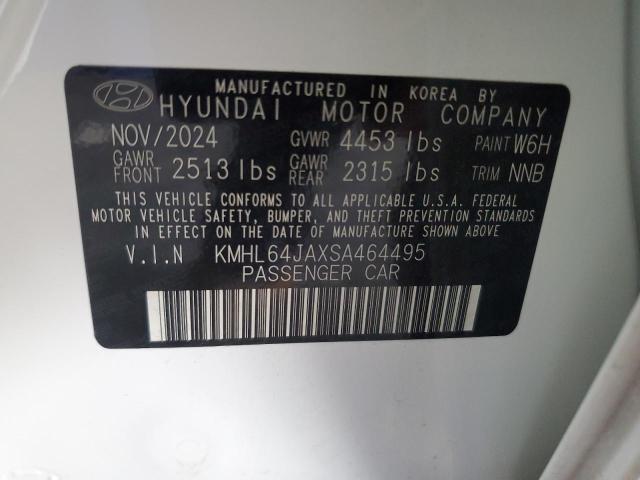 MANUFACTURED IN KOREA BY
HYUNDAI MOTOR COMPANY
NOV/2024 GVWR 4453 lbs PAINT W6H
GAWR FRONT 2513 lbs GAWR REAR 2315 lbs TRIM NNB
THIS VEHICLE CONFORMS TO ALL APPLICABLE U.S.A. FEDERAL
MOTOR VEHICLE SAFETY, BUMPER, AND THEFT PREVENTION STANDARDS
IN EFFECT ON THE DATE OF MANUFACTURE SHOWN ABOVE
V.I.N KMHL64JAXSA464495
PASSENGER CAR